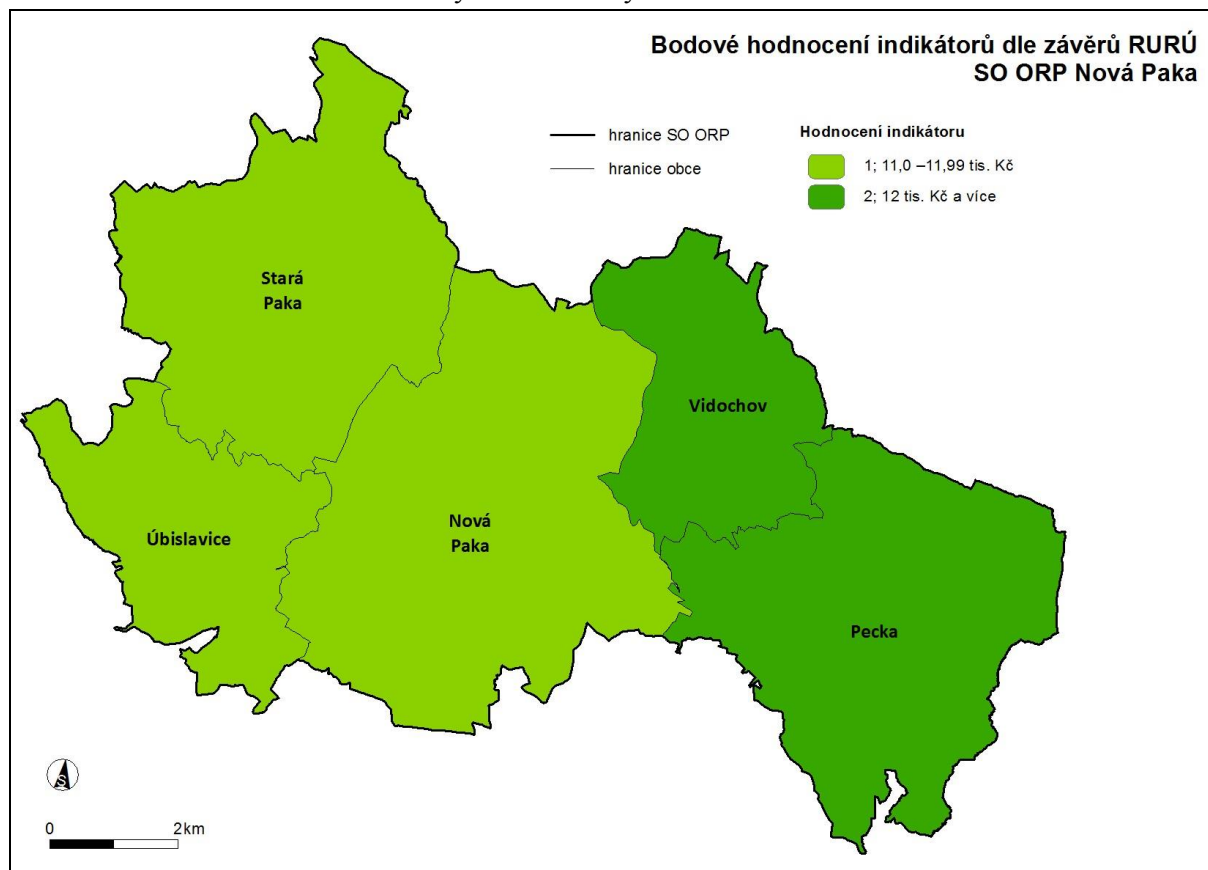 Bodové hodnocení indikátorů dle závěrů RURÚ
SO ORP Nová Paka
hranice SO ORP
hranice obce
Hodnocení indikátoru
1; 11,0 –11,99 tis. Kč
2; 12 tis. Kč a více
Stará
Paka
Vidochov
Nová
Paka
Úbislavice
Pecka
S
0 2km